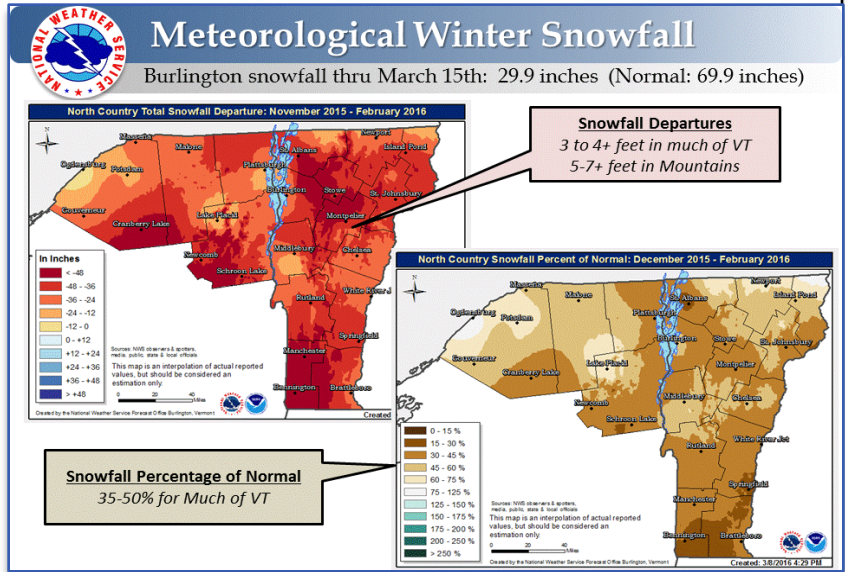 NATIONAL WEATHER SERVICE
Meteorological Winter Snowfall
Burlington snowfall thru March 15th: 29.9 inches (Normal: 69.9 inches)
North Country Total Snowfall Departure: November 2015 - February 2016
Massena
Malone
Ogdensburg
Potsdam
Gouverneur
Cranberry Lake
Lake Placid
Newcomb
Schroon Lake
Plattsburgh
St. Albans
Newport
Island Pond
Burlington
Stowe
St. Johnsbury
Montpelier
Middlebury
Chelsea
White River J
Rutland
Springfield
Manchester
Bennington
Brattleboro
In Inches
< -48
-48 - -36
-36 - -24
-24 - -12
-12 - 0
0 - +12
+12 - +24
+24 - +36
+36 - +48
> +48
Sources: NWS observers & spotters,
media, public, state & local officials
This map is an interpolation of actual reported
values, but should be considered an
estimation only.
0 20 40
Miles
Created by the National Weather Service Forecast Office Burlington, Vermont
Created
Snowfall Departures
3 to 4+ feet in much of VT
5-7+ feet in Mountains
North Country Snowfall Percent of Normal: December 2015 - February 2016
Massena
Malone
Ogdensburg
Potsdam
Gouverneur
Cranberry Lake
Lake Placid
Newcomb
Schroon Lake
Plattsburgh
St. Albans
Newport
Island Pond
Burlington
Stowe
St. Johnsbury
Montpelier
Middlebury
Chelsea
White River Jct
Rutland
Springfield
Manchester
Bennington
Brattleboro
0 - 15 %
15 - 30 %
30 - 45 %
45 - 60 %
60 - 75 %
75 - 125 %
125 - 150 %
150 - 175 %
175 - 200 %
200 - 250 %
> 250 %
Sources: NWS observers & spotters,
media, public, state & local officials
This map is an interpolation of actual reported
values, but should be considered an
estimation only.
0 20 40
Miles
Created by the National Weather Service Forecast Office Burlington, Vermont
Created: 3/8/2016 4:29 PM
Snowfall Percentage of Normal
35-50% for Much of VT